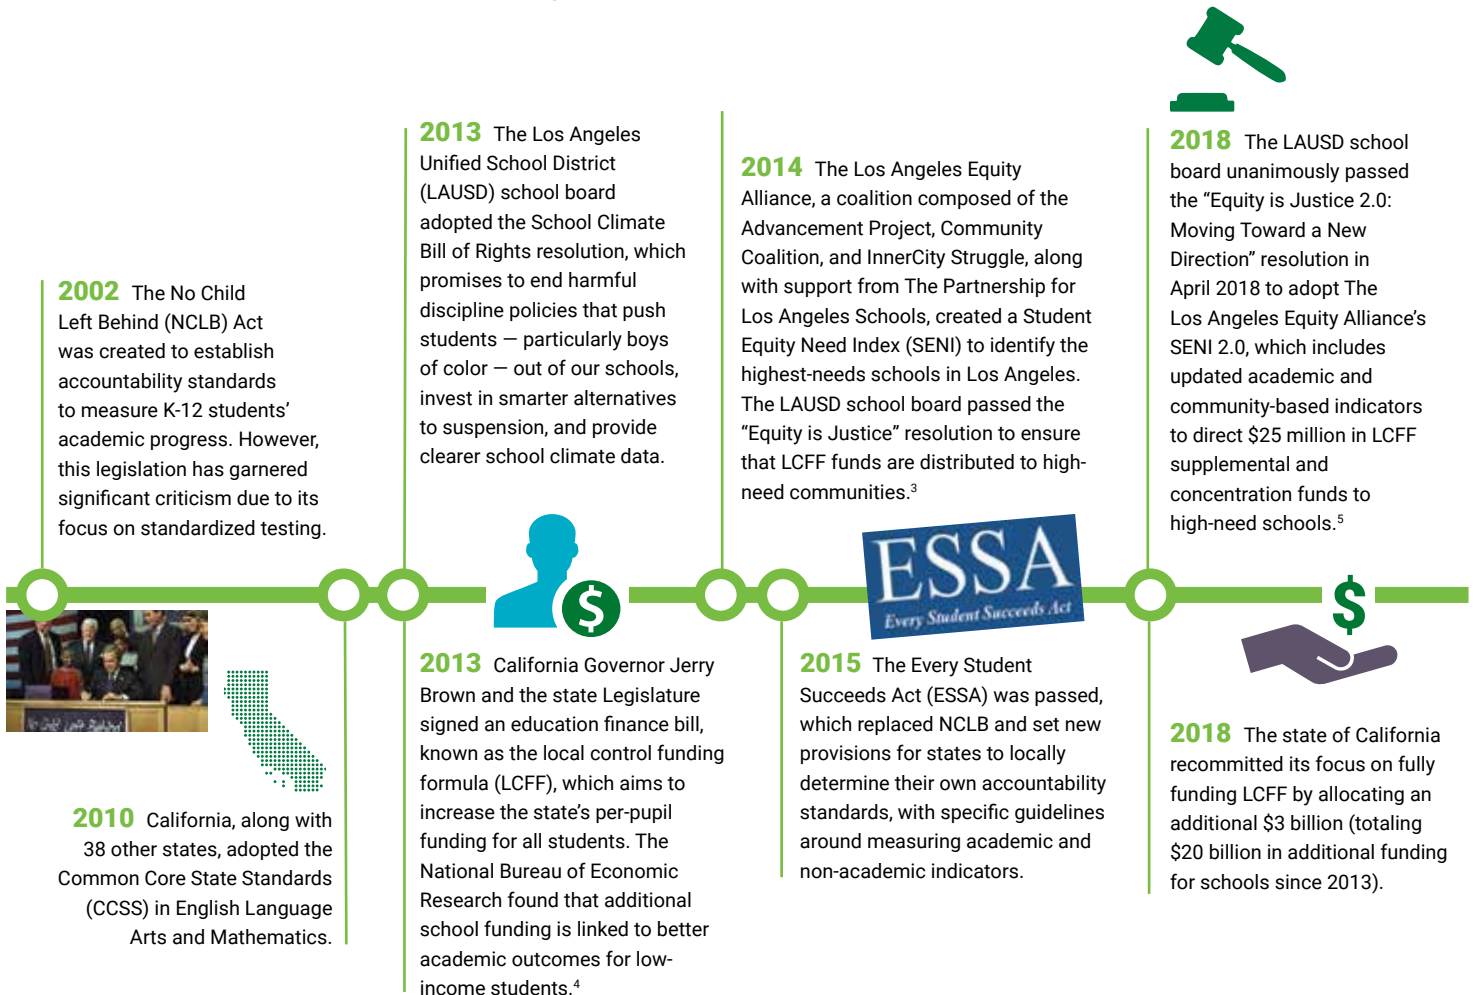 2002 The No Child
Left Behind (NCLB) Act
was created to establish
accountability standards
to measure K-12 students’
academic progress. However,
this legislation has garnered
significant criticism due to its
focus on standardized testing.
2010 California, along with
38 other states, adopted the
Common Core State Standards
(CCSS) in English Language
Arts and Mathematics.
2013 The Los Angeles
Unified School District
(LAUSD) school board
adopted the School Climate
Bill of Rights resolution, which
promises to end harmful
discipline policies that push
students — particularly boys
of color — out of our schools,
invest in smarter alternatives
to suspension, and provide
clearer school climate data.
$
2013 California Governor Jerry
Brown and the state Legislature
signed an education finance bill,
known as the local control funding
formula (LCFF), which aims to
increase the state’s per-pupil
funding for all students. The
National Bureau of Economic
Research found that additional
school funding is linked to better
academic outcomes for low-
income students.4
2014 The Los Angeles Equity
Alliance, a coalition composed of the
Advancement Project, Community
Coalition, and InnerCity Struggle, along
with support from The Partnership for
Los Angeles Schools, created a Student
Equity Need Index (SENI) to identify the
highest-needs schools in Los Angeles.
The LAUSD school board passed the
“Equity is Justice” resolution to ensure
that LCFF funds are distributed to high-
need communities.3
ESSA
Every Student Succeeds Act
2015 The Every Student
Succeeds Act (ESSA) was passed,
which replaced NCLB and set new
provisions for states to locally
determine their own accountability
standards, with specific guidelines
around measuring academic and
non-academic indicators.
2018 The LAUSD school
board unanimously passed
the “Equity is Justice 2.0:
Moving Toward a New
Direction” resolution in
April 2018 to adopt The
Los Angeles Equity Alliance’s
SENI 2.0, which includes
updated academic and
community-based indicators
to direct $25 million in LCFF
supplemental and
concentration funds to
high-need schools.5
$
2018 The state of California
recommitted its focus on fully
funding LCFF by allocating an
additional $3 billion (totaling
$20 billion in additional funding
for schools since 2013).